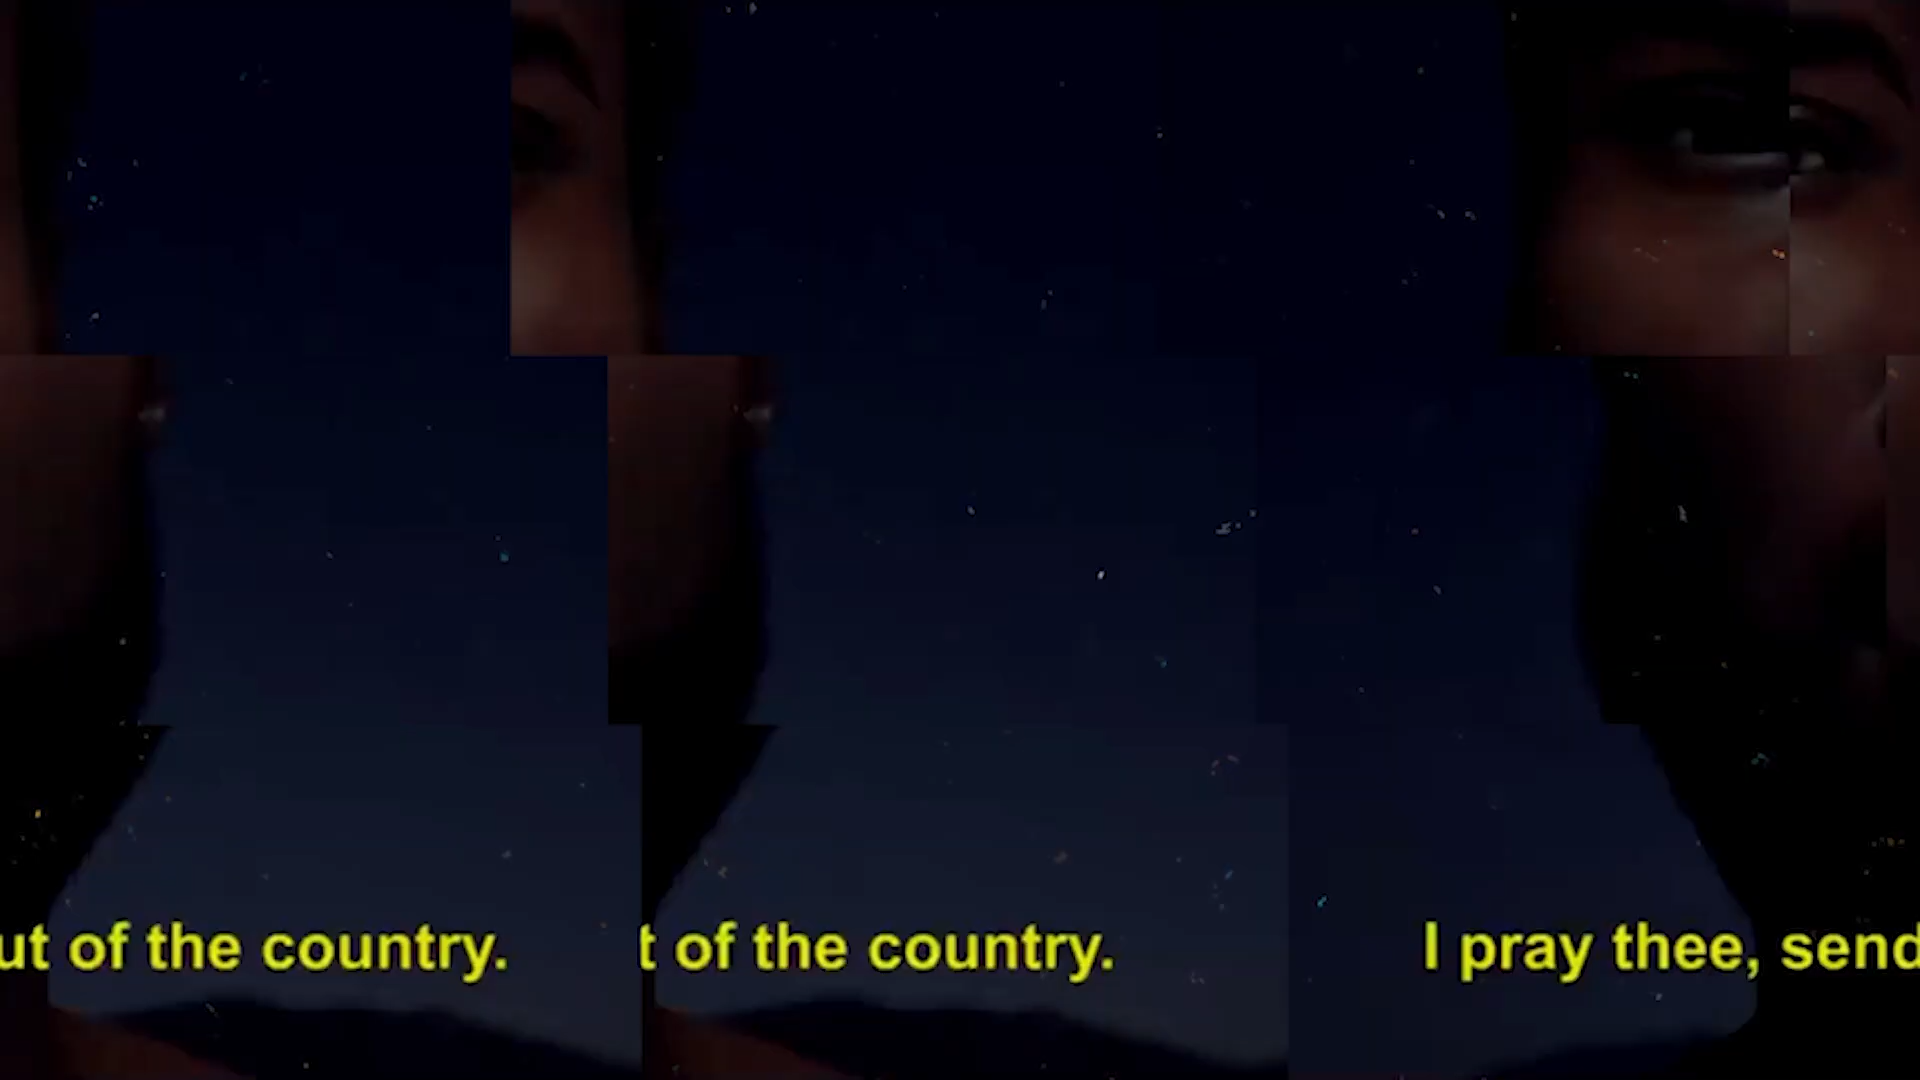 ut of the country. t of the country. I pray thee, send